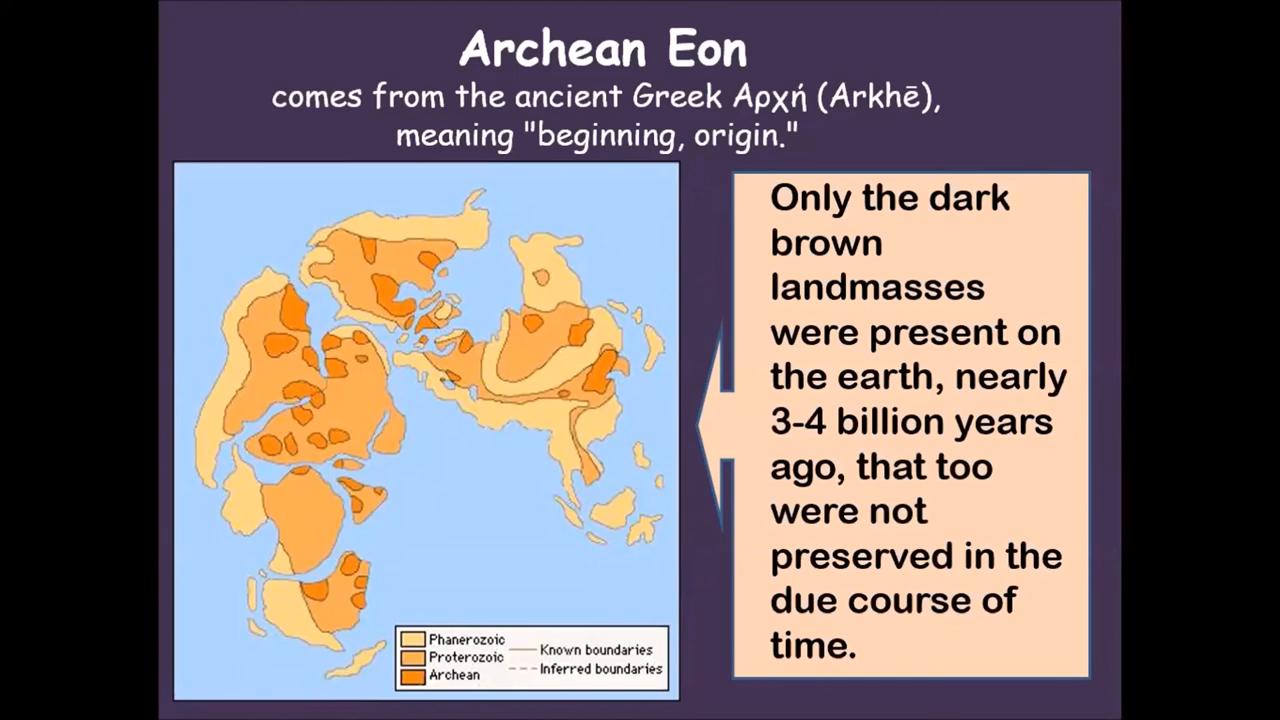 Archean Eon
comes from the ancient Greek Αρχή (Arkhē),
meaning "beginning, origin."
Only the dark
brown
landmasses
were present on
the earth, nearly
3-4 billion years
ago, that too
were not
preserved in the
due course of
time.
Phanerozoic
Proterozoic
Archean
Known boundaries
Inferred boundaries